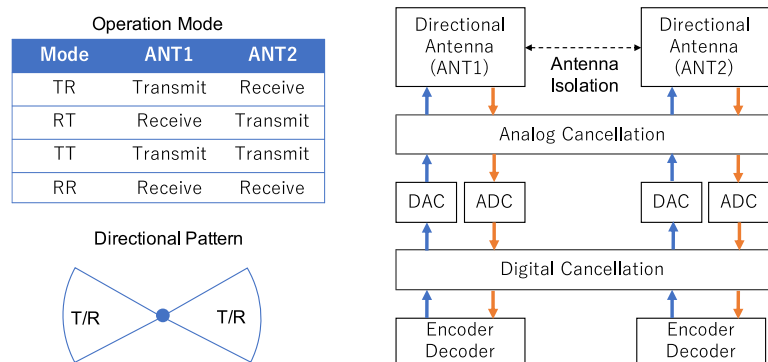 Operation Mode
Mode ANT1 ANT2
TR Transmit Receive
RT Receive Transmit
TT Transmit Transmit
RR Receive Receive
Directional Pattern
T/R T/R
Directional
Antenna
(ANT1)
Antenna
Isolation
Directional
Antenna
(ANT2)
Analog Cancellation
DAC ADC DAC ADC
Digital Cancellation
Encoder
Decoder
Encoder
Decoder